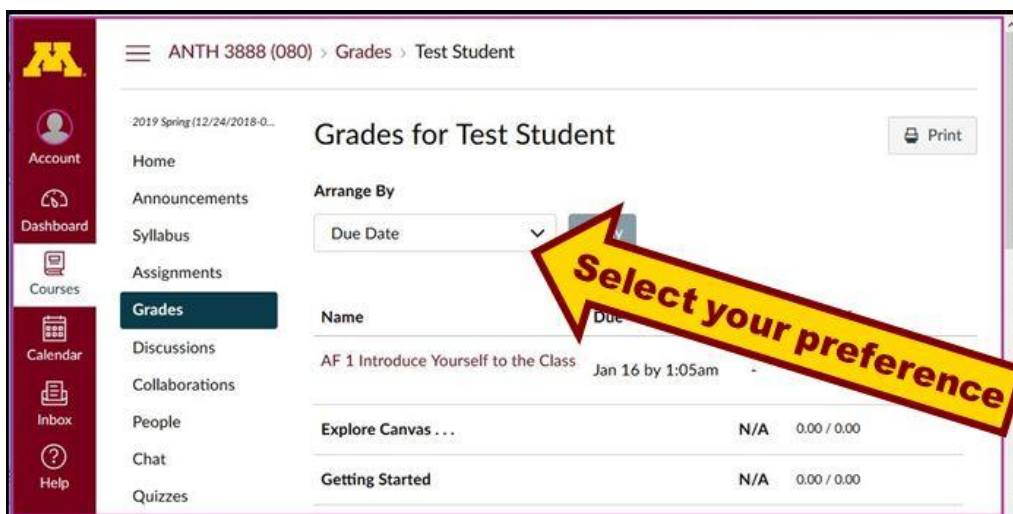 ANTH 3888 (080) › Grades › Test Student
2019 Spring (12/24/2018-0...
Grades for Test Student
Print
Account
Home
Arrange By
Announcements
Dashboard
Syllabus
Due Date
Assignments
Courses
Grades
Name
Due
Select your preference
Discussions
Calendar
AF 1 Introduce Yourself to the Class
Jan 16 by 1:05am
-
Collaborations
Inbox
People
Explore Canvas . . .
N/A
0.00 / 0.00
Chat
Help
Getting Started
N/A
0.00 / 0.00
Quizzes